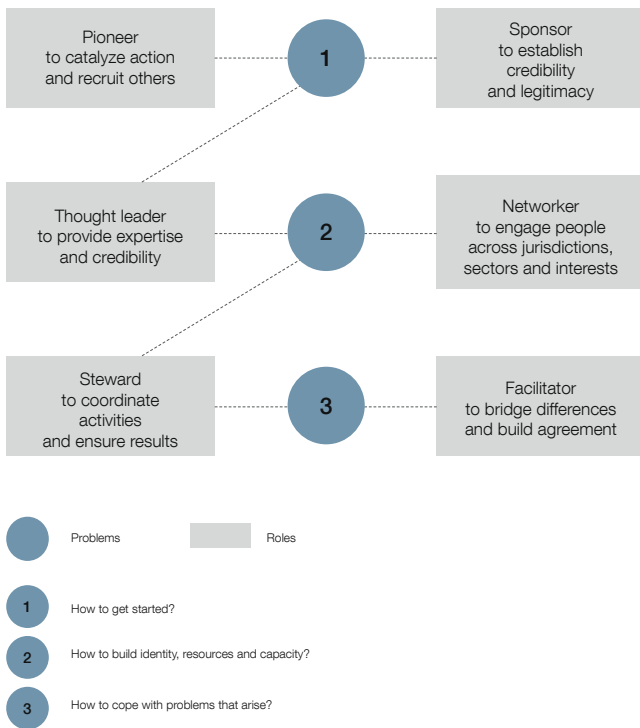 Pioneer
to catalyze action
and recruit others
1
Sponsor
to establish
credibility
and legitimacy
Thought leader
to provide expertise
and credibility
2
Networker
to engage people
across jurisdictions,
sectors and interests
Steward
to coordinate
activities
and ensure results
3
Facilitator
to bridge differences
and build agreement
Problems
Roles
1
How to get started?
2
How to build identity, resources and capacity?
3
How to cope with problems that arise?